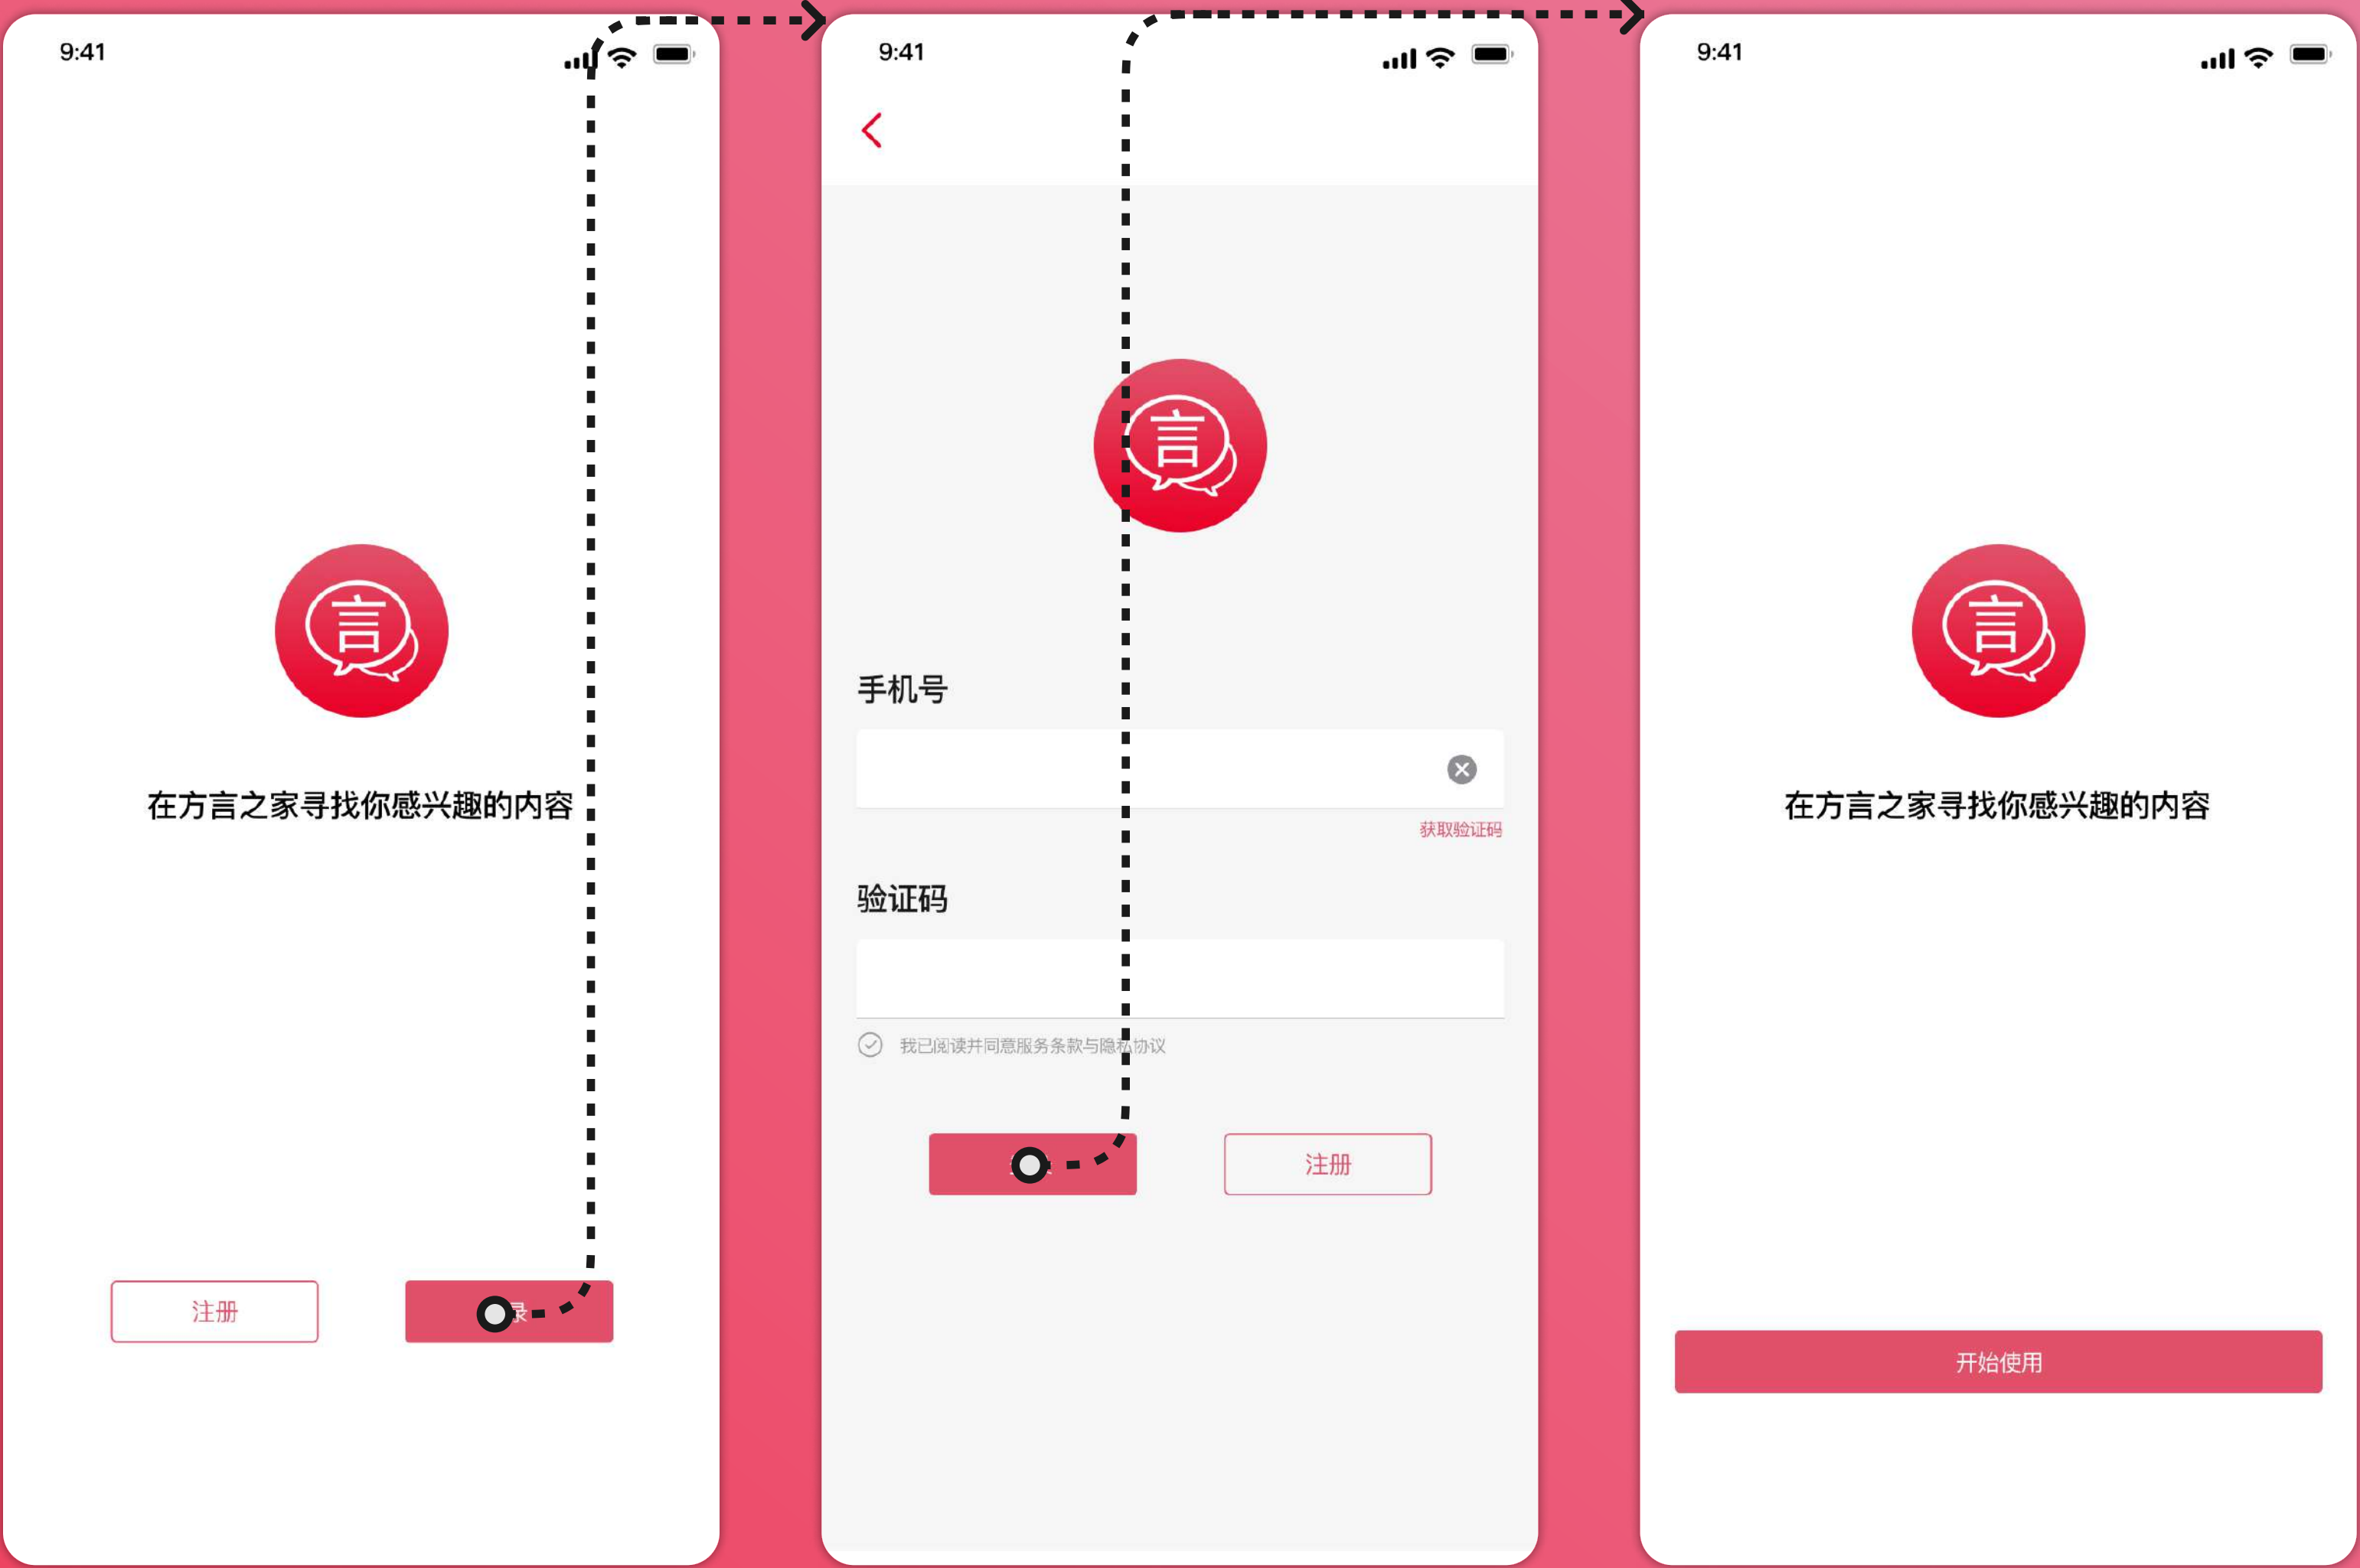 9:41
言
在方言之家寻找你感兴趣的内容
注册
录
9:41
言
手机号
获取验证码
验证码
我已阅读并同意服务条款与隐私协议
注册
9:41
言
在方言之家寻找你感兴趣的内容
开始使用